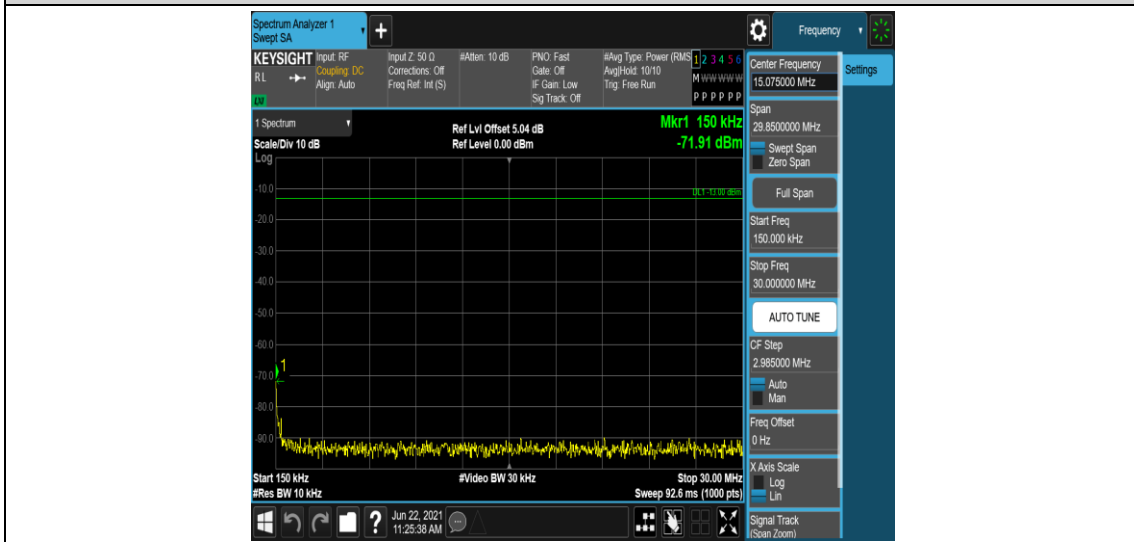 Spectrum Analyzer 1
Swept SA
+
Frequency
KEYSIGHT
RL
Input: RF
Coupling: DC
Align: Auto
Input Z: 50 Ω
Corrections: Off
Freq Ref: Int (S)
#Atten: 10 dB
PNO: Fast
Gate: Off
IF Gain: Low
Sig Track: Off
#Avg Type: Power (RMS
Avg|Hold: 10/10
Trig: Free Run
1 2 3 4 5 6
M W W W W W
P P P P P P
1 Spectrum
Scale/Div 10 dB
Log
Ref Lvl Offset 5.04 dB
Ref Level 0.00 dBm
Mkr1 150 kHz
-71.91 dBm
DL1 -13.00 dBm
-10.0
-20.0
-30.0
-40.0
-50.0
-60.0
-70.0
-80.0
-90.0
1
Start 150 kHz
#Res BW 10 kHz
#Video BW 30 kHz
Stop 30.00 MHz
Sweep 92.6 ms (1000 pts)
?
Jun 22, 2021
11:25:38 AM
Center Frequency
15.075000 MHz
Settings
Span
29.8500000 MHz
Swept Span
Zero Span
Full Span
Start Freq
150.000 kHz
Stop Freq
30.000000 MHz
AUTO TUNE
CF Step
2.985000 MHz
Auto
Man
Freq Offset
0 Hz
X Axis Scale
Log
Lin
Signal Track
(Span Zoom)